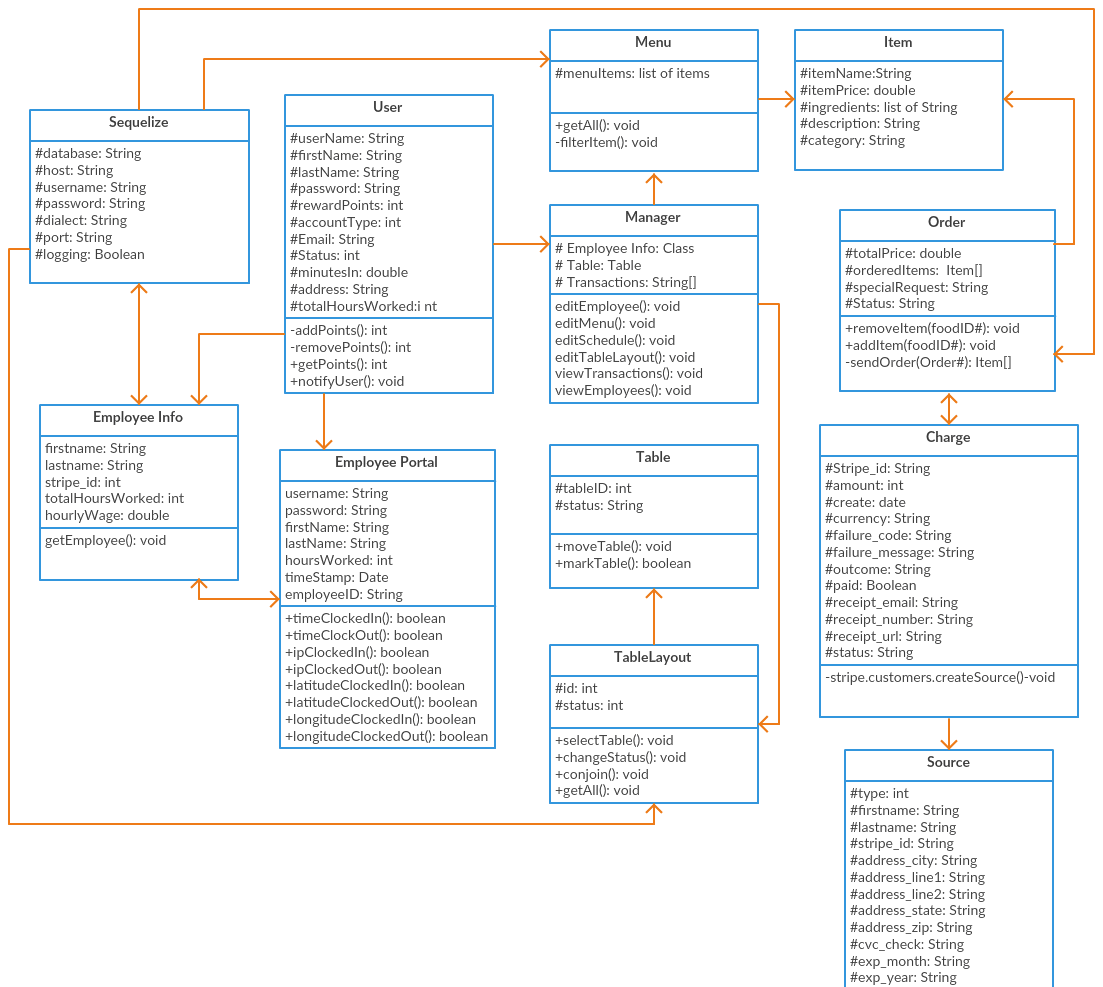 Sequelize
#database: String
#host: String
#username: String
#password: String
#dialect: String
#port: String
#logging: Boolean
User
#userName: String
#firstName: String
#lastName: String
#password: String
#rewardPoints: int
#accountType: int
#Email: String
#Status: int
#minutesIn: double
#address: String
#totalHoursWorked:i nt
-addPoints(): int
-removePoints(): int
+getPoints(): int
+notifyUser(): void
Menu
#menuItems: list of items
+getAll(): void
-filterItem(): void
Item
#itemName:String
#itemPrice: double
#ingredients: list of String
#description: String
#category: String
Manager
# Employee Info: Class
# Table: Table
# Transactions: String[]
editEmployee(): void
editMenu(): void
editSchedule(): void
editTableLayout(): void
viewTransactions(): void
viewEmployees(): void
Order
#totalPrice: double
#orderedItems:  Item[]
#specialRequest: String
#Status: String
+removeItem(foodID#): void
+addItem(foodID#): void
-sendOrder(Order#): Item[]
Employee Info
firstname: String
lastname: String
stripe_id: int
totalHoursWorked: int
hourlyWage: double
getEmployee(): void
Employee Portal
username: String
password: String
firstName: String
lastName: String
hoursWorked: int
timeStamp: Date
employeeID: String
+timeClockedIn(): boolean
+timeClockOut(): boolean
+ipClockedIn(): boolean
+ipClockedOut(): boolean
+latitudeClockedIn(): boolean
+latitudeClockedOut(): boolean
+longitudeClockedIn(): boolean
+longitudeClockedOut(): boolean
Table
#tableID: int
#status: String
+moveTable(): void
+markTable(): boolean
TableLayout
#id: int
#status: int
+selectTable(): void
+changeStatus(): void
+conjoin(): void
+getAll(): void
Charge
#Stripe_id: String
#amount: int
#create: date
#currency: String
#failure_code: String
#failure_message: String
#outcome: String
#paid: Boolean
#receipt_email: String
#receipt_number: String
#receipt_url: String
#status: String
-stripe.customers.createSource()-void
Source
#type: int
#firstname: String
#lastname: String
#stripe_id: String
#address_city: String
#address_line1: String
#address_line2: String
#address_state: String
#address_zip: String
#cvc_check: String
#exp_month: String
#exp_year: String